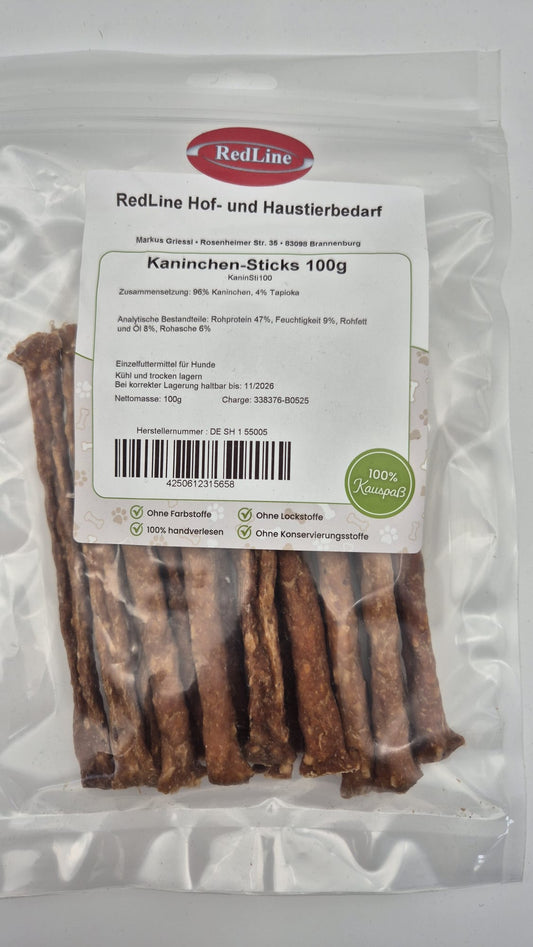 RedLine
RedLine Hof- und Haustierbedarf
Markus Griessl • Rosenheimer Str. 35 • 83098 Brannenburg
Kaninchen-Sticks 100g
KaninSti100
Zusammensetzung: 96% Kaninchen, 4% Tapioka
Analytische Bestandteile: Rohprotein 47%, Feuchtigkeit 9%, Rohfett
und Öl 8%, Rohasche 6%
Einzelfuttermittel für Hunde
Kühl und trocken lagern
Bei korrekter Lagerung haltbar bis: 11/2026
Nettomasse: 100g Charge: 338376-B0525
Herstellernummer : DE SH 1 55005
4250612315658
100%
Kauspaß
Ohne Farbstoffe
Ohne Lockstoffe
100% handverlesen
Ohne Konservierungsstoffe